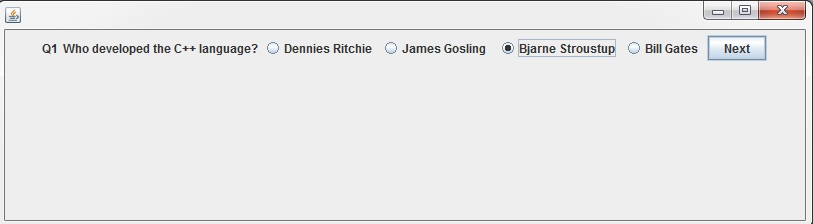 Q1 Who developed the C++ language? Dennies Ritchie James Gosling Bjarne Stroustup Bill Gates Next